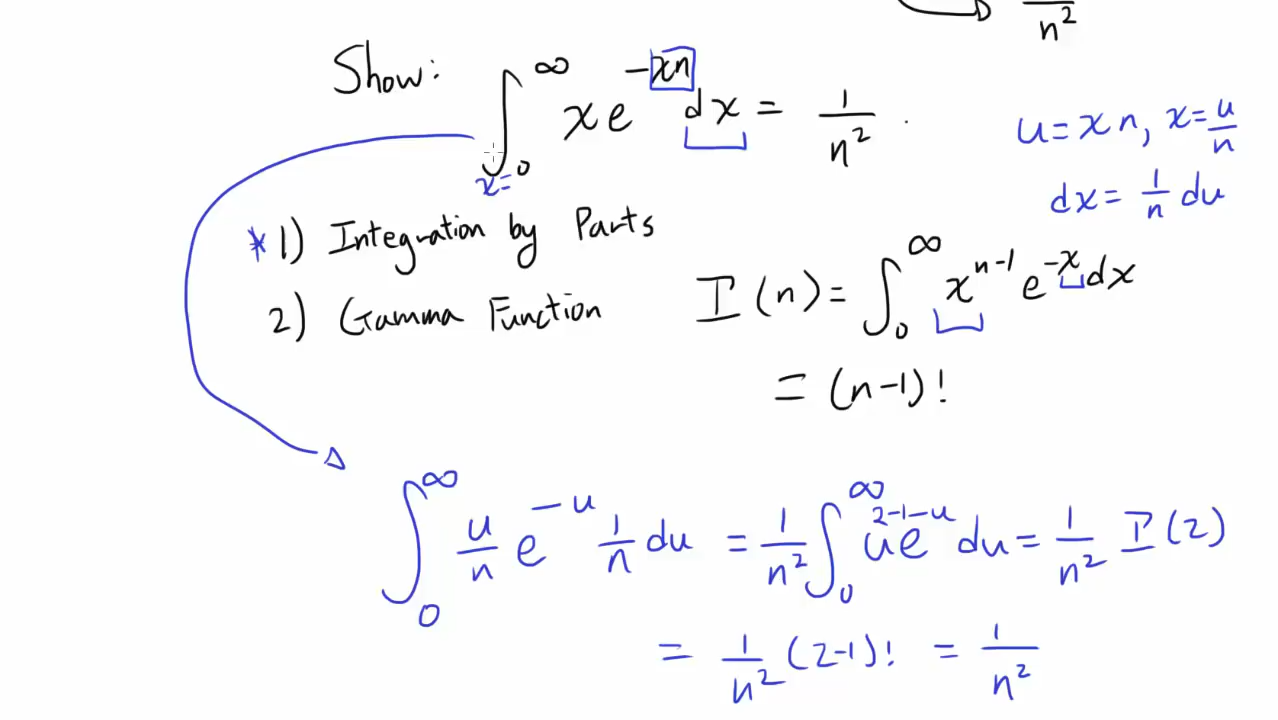 n²
Show: ∫₀^∞ x e^(-xn) dx = 1/n²
x=
u = xn, x = u/n
dx = 1/n du
*1) Integration by Parts
2) Gamma Function
Γ(n) = ∫₀^∞ x^(n-1) e^(-x) dx
= (n-1)!
∫₀^∞ u/n e^(-u) 1/n du = 1/n² ∫₀^∞ u^(2-1) e^(-u) du = 1/n² Γ(2)
= 1/n² (2-1)! = 1/n²